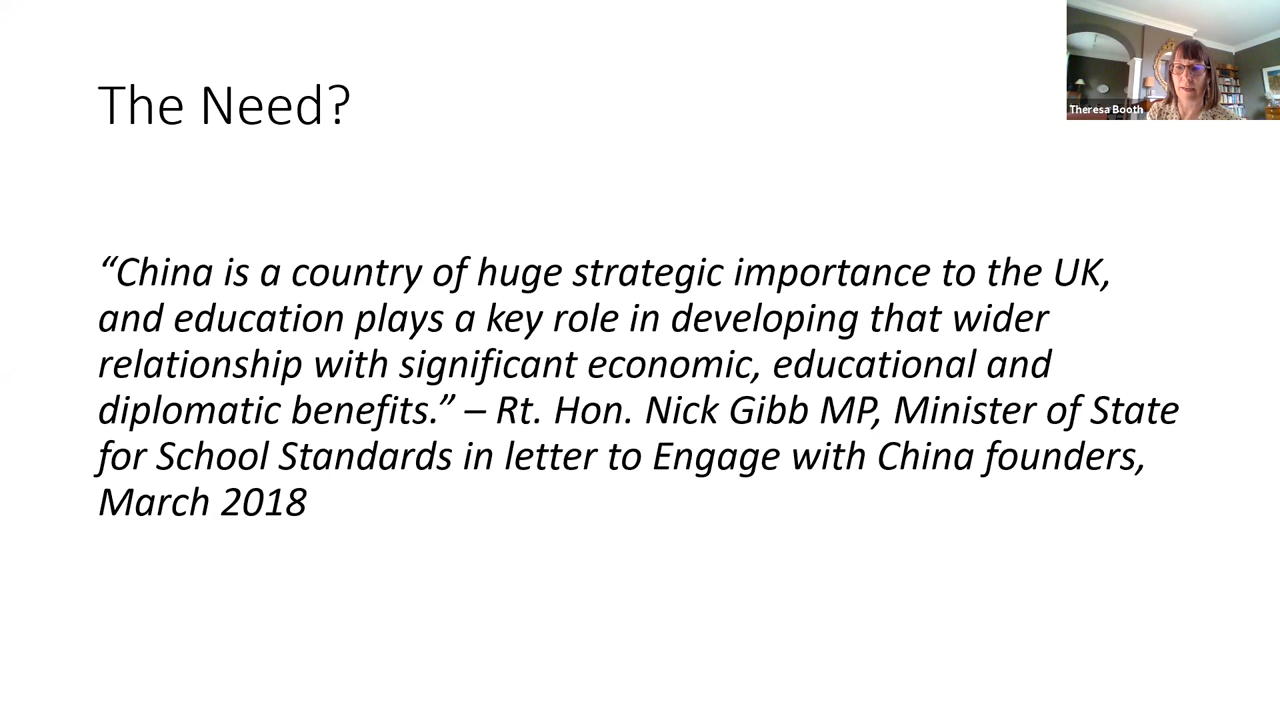 The Need?
Theresa Booth
“China is a country of huge strategic importance to the UK,
and education plays a key role in developing that wider
relationship with significant economic, educational and
diplomatic benefits.” – Rt. Hon. Nick Gibb MP, Minister of State
for School Standards in letter to Engage with China founders,
March 2018